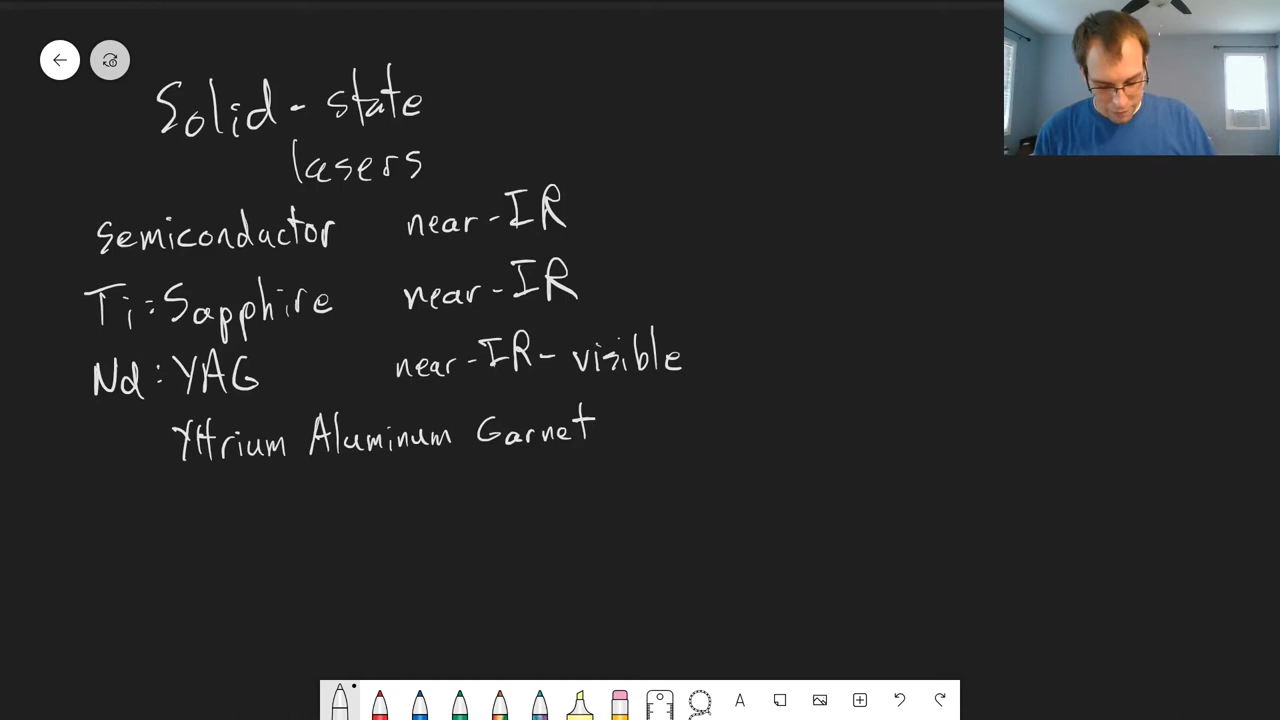 Solid-state
lasers
semiconductor near-IR
Ti:Sapphire near-IR
Nd:YAG near-IR-visible
Yttrium Aluminum Garnet
A